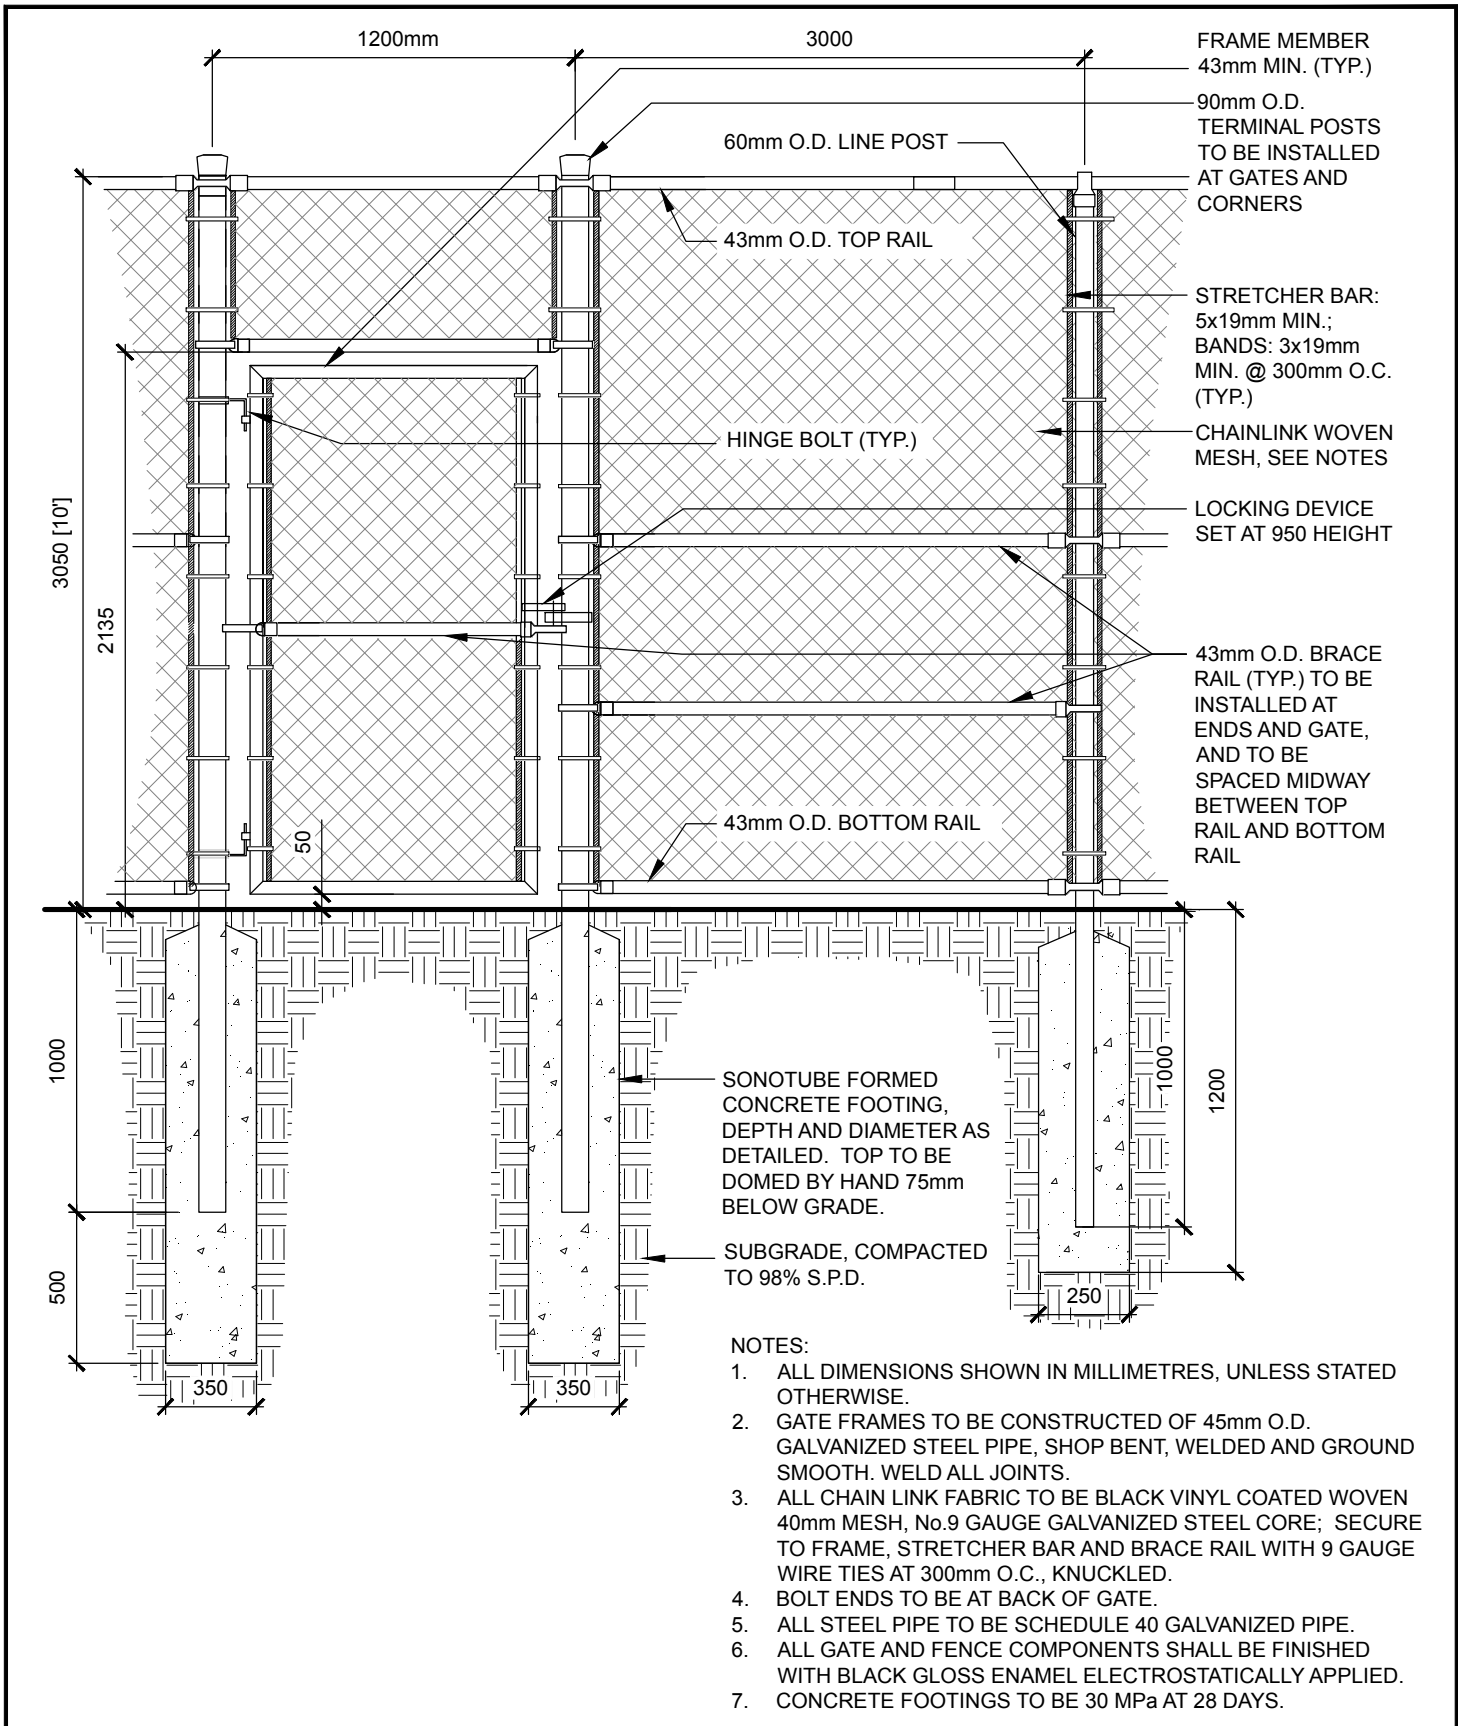 1200mm
3000
FRAME MEMBER
43mm MIN. (TYP.)
90mm O.D.
TERMINAL POSTS
TO BE INSTALLED
AT GATES AND
CORNERS
60mm O.D. LINE POST
43mm O.D. TOP RAIL
STRETCHER BAR:
5x19mm MIN.;
BANDS: 3x19mm
MIN. @ 300mm O.C.
(TYP.)
HINGE BOLT (TYP.)
CHAINLINK WOVEN
MESH, SEE NOTES
LOCKING DEVICE
SET AT 950 HEIGHT
3050 [10']
2135
43mm O.D. BRACE
RAIL (TYP.) TO BE
INSTALLED AT
ENDS AND GATE,
AND TO BE
SPACED MIDWAY
BETWEEN TOP
RAIL AND BOTTOM
RAIL
43mm O.D. BOTTOM RAIL
50
1000
500
350
350
SONOTUBE FORMED
CONCRETE FOOTING,
DEPTH AND DIAMETER AS
DETAILED. TOP TO BE
DOMED BY HAND 75mm
BELOW GRADE.
SUBGRADE, COMPACTED
TO 98% S.P.D.
1000
1200
250
NOTES:
1. ALL DIMENSIONS SHOWN IN MILLIMETRES, UNLESS STATED
OTHERWISE.
2. GATE FRAMES TO BE CONSTRUCTED OF 45mm O.D.
GALVANIZED STEEL PIPE, SHOP BENT, WELDED AND GROUND
SMOOTH. WELD ALL JOINTS.
3. ALL CHAIN LINK FABRIC TO BE BLACK VINYL COATED WOVEN
40mm MESH, No.9 GAUGE GALVANIZED STEEL CORE; SECURE
TO FRAME, STRETCHER BAR AND BRACE RAIL WITH 9 GAUGE
WIRE TIES AT 300mm O.C., KNUCKLED.
4. BOLT ENDS TO BE AT BACK OF GATE.
5. ALL STEEL PIPE TO BE SCHEDULE 40 GALVANIZED PIPE.
6. ALL GATE AND FENCE COMPONENTS SHALL BE FINISHED
WITH BLACK GLOSS ENAMEL ELECTROSTATICALLY APPLIED.
7. CONCRETE FOOTINGS TO BE 30 MPa AT 28 DAYS.